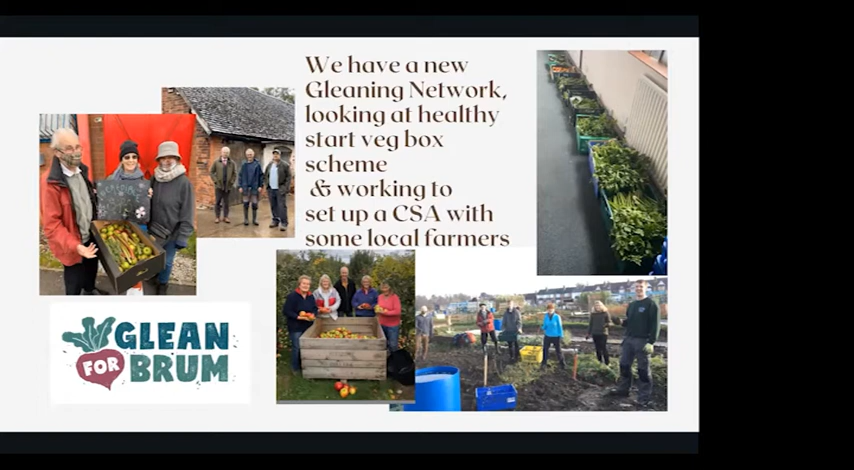 We have a new
Gleaning Network,
looking at healthy
start veg box
scheme
& working to
set up a CSA with
some local farmers
GLEAN
FOR
BRUM